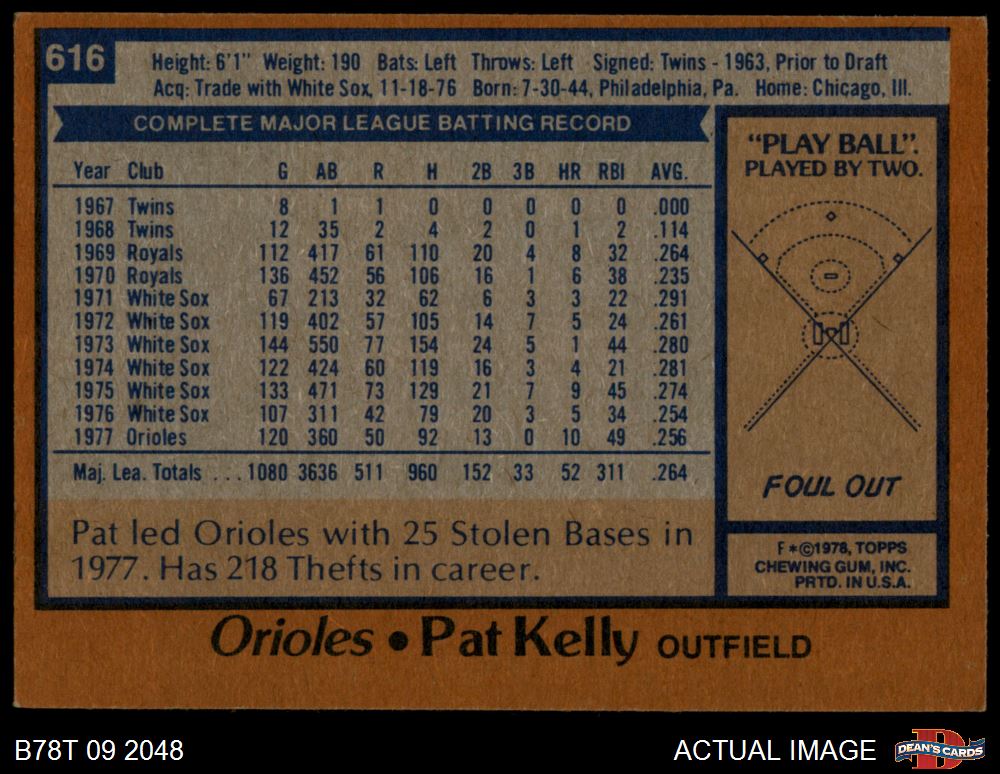 616
Height: 6'1" Weight: 190 Bats: Left Throws: Left Signed: Twins - 1963, Prior to Draft
Acq: Trade with White Sox, 11-18-76 Born: 7-30-44, Philadelphia, Pa. Home: Chicago, Ill.
COMPLETE MAJOR LEAGUE BATTING RECORD
Year Club G AB R H 2B 3B HR RBI AVG.
1967 Twins 8 1 1 0 0 0 0 0 .000
1968 Twins 12 35 2 4 2 0 1 2 .114
1969 Royals 112 417 61 110 20 4 8 32 .264
1970 Royals 136 452 56 106 16 1 6 38 .235
1971 White Sox 67 213 32 62 6 3 3 22 .291
1972 White Sox 119 402 57 105 14 7 5 24 .261
1973 White Sox 144 550 77 154 24 5 1 44 .280
1974 White Sox 122 424 60 119 16 3 4 21 .281
1975 White Sox 133 471 73 129 21 7 9 45 .274
1976 White Sox 107 311 42 79 20 3 5 34 .254
1977 Orioles 120 360 50 92 13 0 10 49 .256
Maj. Lea. Totals ... 1080 3636 511 960 152 33 52 311 .264
Pat led Orioles with 25 Stolen Bases in
1977. Has 218 Thefts in career.
"PLAY BALL".
PLAYED BY TWO.
FOUL OUT
F*©1978, TOPPS
CHEWING GUM, INC.
PRTD. IN U.S.A.
Orioles • Pat Kelly OUTFIELD
B78T 09 2048
ACTUAL IMAGE
D
DEAN'S CARDS